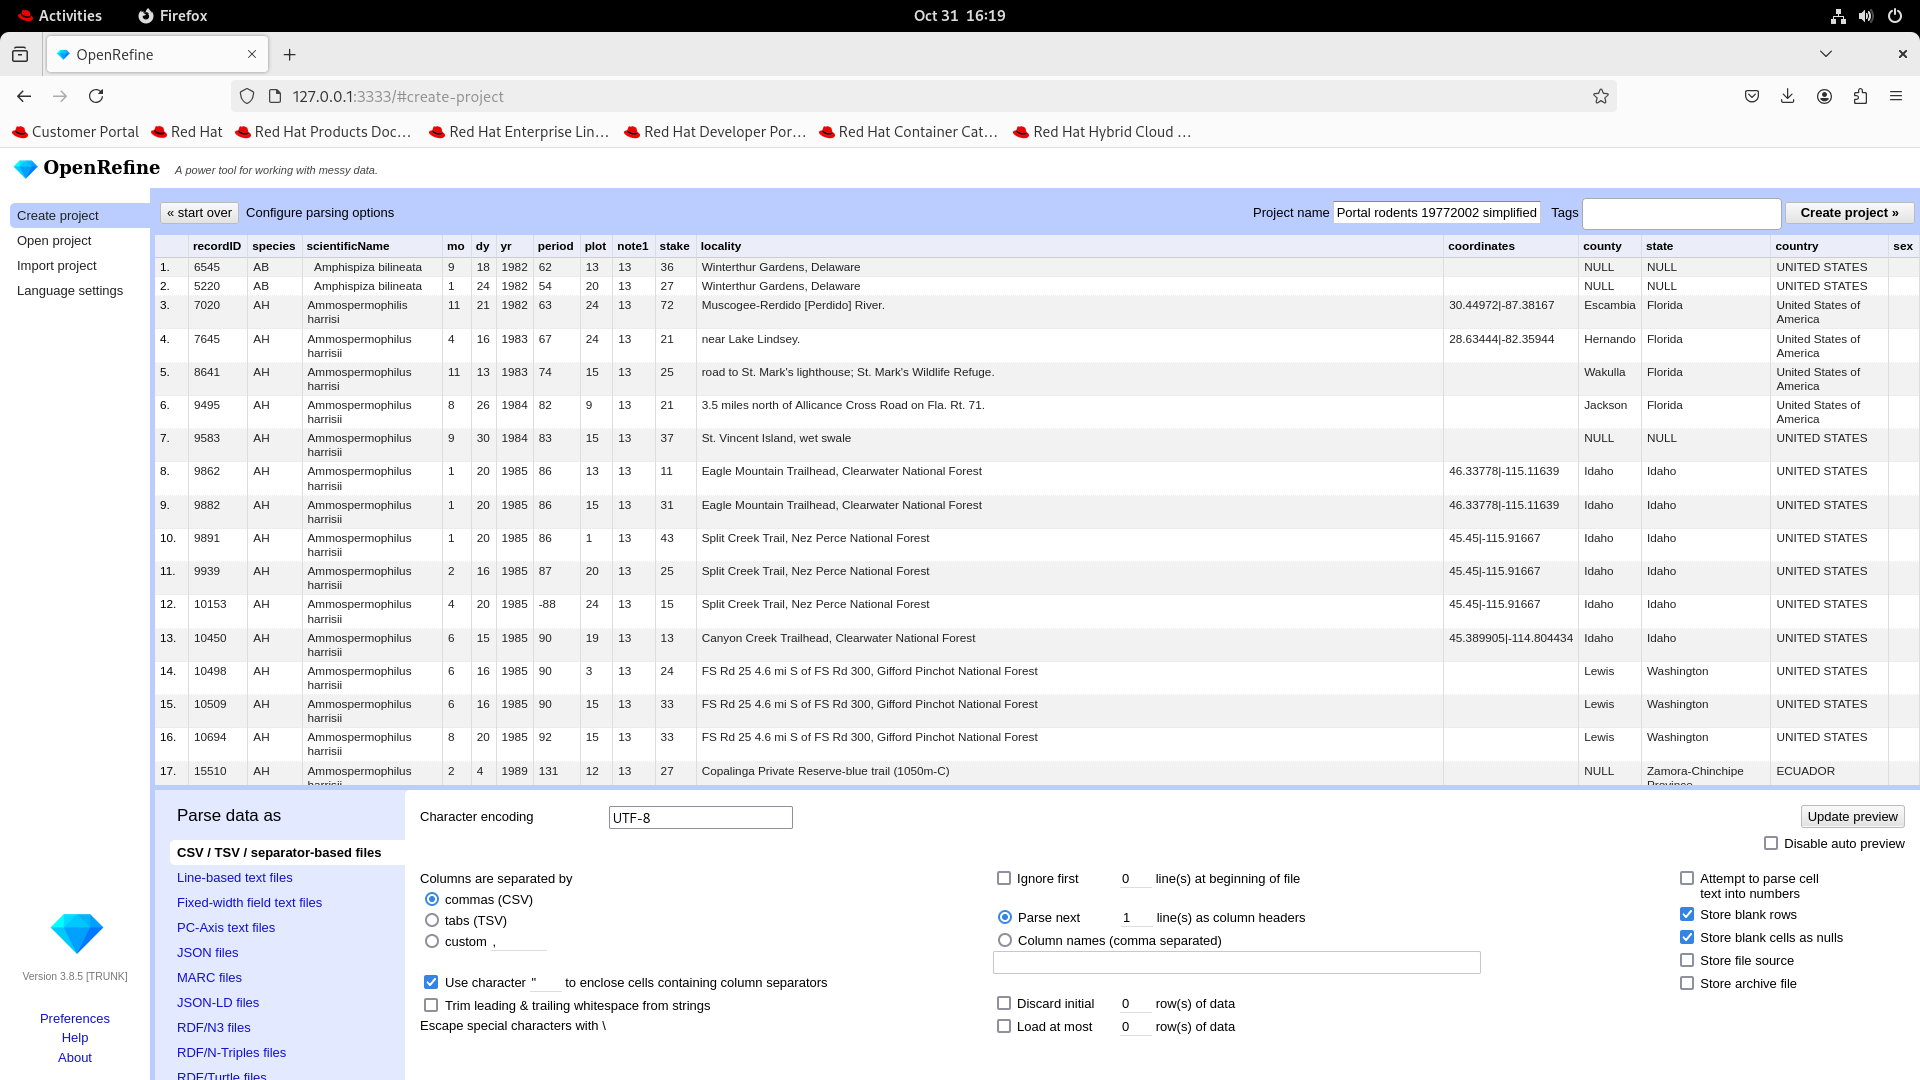 Activities Firefox Oct 31 16:19
OpenRefine
127.0.0.1:3333/#create-project
Customer Portal Red Hat Red Hat Products Doc… Red Hat Enterprise Lin… Red Hat Developer Por… Red Hat Container Cat… Red Hat Hybrid Cloud …
OpenRefine A power tool for working with messy data.
Create project
Open project
Import project
Language settings
« start over Configure parsing options Project name Portal rodents 19772002 simplified Tags Create project »
recordID species scientificName mo dy yr period plot note1 stake locality coordinates county state country sex
1. 6545 AB Amphispiza bilineata 9 18 1982 62 13 13 36 Winterthur Gardens, Delaware NULL NULL UNITED STATES
2. 5220 AB Amphispiza bilineata 1 24 1982 54 20 13 27 Winterthur Gardens, Delaware NULL NULL UNITED STATES
3. 7020 AH Ammospermophilis harrisi 11 21 1982 63 24 13 72 Muscogee-Rerdido [Perdido] River. 30.44972|-87.38167 Escambia Florida United States of America
4. 7645 AH Ammospermophilus harrisii 4 16 1983 67 24 13 21 near Lake Lindsey. 28.63444|-82.35944 Hernando Florida United States of America
5. 8641 AH Ammospermophilus harrisi 11 13 1983 74 15 13 25 road to St. Mark's lighthouse; St. Mark's Wildlife Refuge. Wakulla Florida United States of America
6. 9495 AH Ammospermophilus harrisii 8 26 1984 82 9 13 21 3.5 miles north of Allicance Cross Road on Fla. Rt. 71. Jackson Florida United States of America
7. 9583 AH Ammospermophilus harrisii 9 30 1984 83 15 13 37 St. Vincent Island, wet swale NULL NULL UNITED STATES
8. 9862 AH Ammospermophilus harrisii 1 20 1985 86 13 13 11 Eagle Mountain Trailhead, Clearwater National Forest 46.33778|-115.11639 Idaho Idaho UNITED STATES
9. 9882 AH Ammospermophilus harrisii 1 20 1985 86 15 13 31 Eagle Mountain Trailhead, Clearwater National Forest 46.33778|-115.11639 Idaho Idaho UNITED STATES
10. 9891 AH Ammospermophilus harrisii 1 20 1985 86 1 13 43 Split Creek Trail, Nez Perce National Forest 45.45|-115.91667 Idaho Idaho UNITED STATES
11. 9939 AH Ammospermophilus harrisii 2 16 1985 87 20 13 25 Split Creek Trail, Nez Perce National Forest 45.45|-115.91667 Idaho Idaho UNITED STATES
12. 10153 AH Ammospermophilus harrisii 4 20 1985 -88 24 13 15 Split Creek Trail, Nez Perce National Forest 45.45|-115.91667 Idaho Idaho UNITED STATES
13. 10450 AH Ammospermophilus harrisii 6 15 1985 90 19 13 13 Canyon Creek Trailhead, Clearwater National Forest 45.389905|-114.804434 Idaho Idaho UNITED STATES
14. 10498 AH Ammospermophilus harrisii 6 16 1985 90 3 13 24 FS Rd 25 4.6 mi S of FS Rd 300, Gifford Pinchot National Forest Lewis Washington UNITED STATES
15. 10509 AH Ammospermophilus harrisii 6 16 1985 90 15 13 33 FS Rd 25 4.6 mi S of FS Rd 300, Gifford Pinchot National Forest Lewis Washington UNITED STATES
16. 10694 AH Ammospermophilus harrisii 8 20 1985 92 15 13 33 FS Rd 25 4.6 mi S of FS Rd 300, Gifford Pinchot National Forest Lewis Washington UNITED STATES
17. 15510 AH Ammospermophilus harrisii 2 4 1989 131 12 13 27 Copalinga Private Reserve-blue trail (1050m-C) NULL Zamora-Chinchipe Province ECUADOR
Parse data as
CSV / TSV / separator-based files
Line-based text files
Fixed-width field text files
PC-Axis text files
JSON files
MARC files
JSON-LD files
RDF/N3 files
RDF/N-Triples files
RDF/Turtle files
Character encoding UTF-8
Update preview
Disable auto preview
Columns are separated by
commas (CSV)
tabs (TSV)
custom ,
Use character " to enclose cells containing column separators
Trim leading & trailing whitespace from strings
Escape special characters with \
Ignore first 0 line(s) at beginning of file
Parse next 1 line(s) as column headers
Column names (comma separated)
Discard initial 0 row(s) of data
Load at most 0 row(s) of data
Attempt to parse cell
text into numbers
Store blank rows
Store blank cells as nulls
Store file source
Store archive file
Version 3.8.5 [TRUNK]
Preferences
Help
About